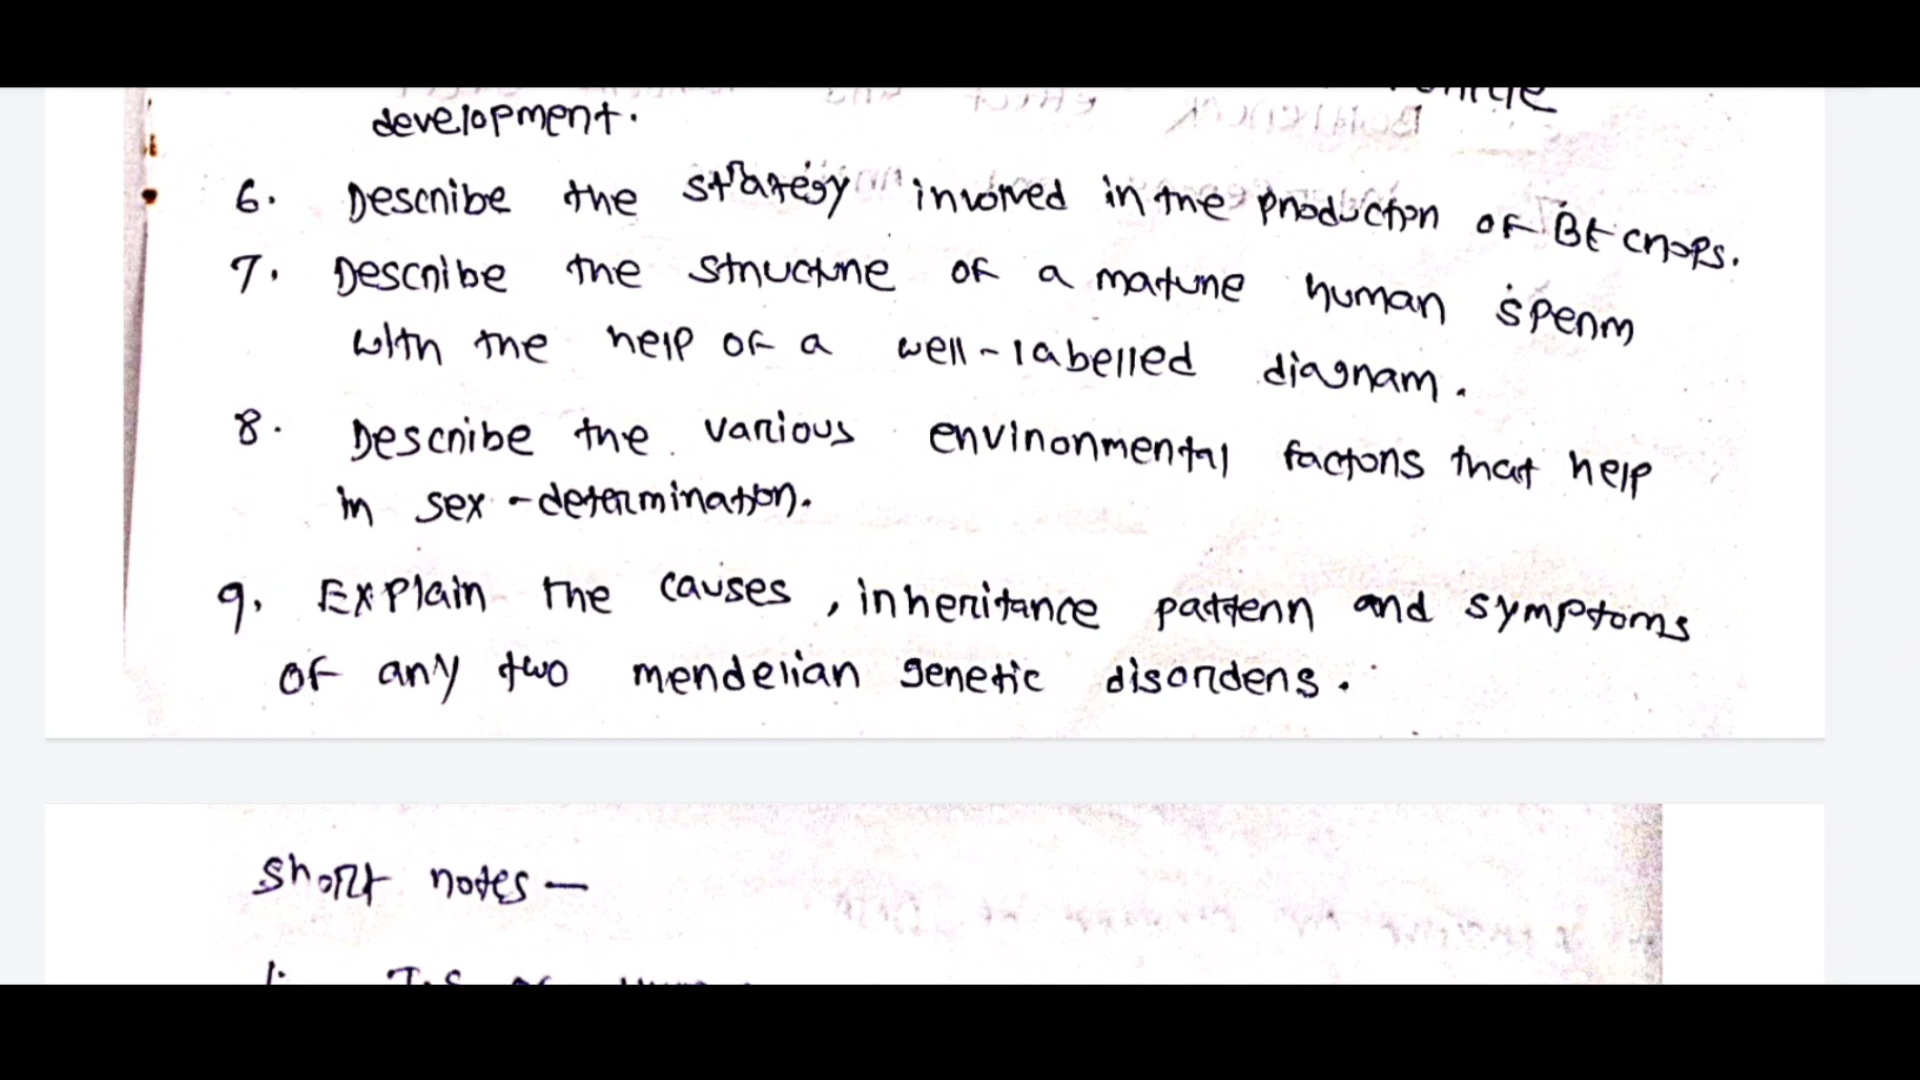 development.
6. Describe the strategy involved in the production of Bt crops.
7. Describe the structure of a mature human sperm
with the help of a well-labelled diagram.
8. Describe the various environmental factors that help
in sex-determination.
9. Explain the causes, inheritance pattern and symptoms
of any two mendelian genetic disorders.
short notes -
1. T.S of